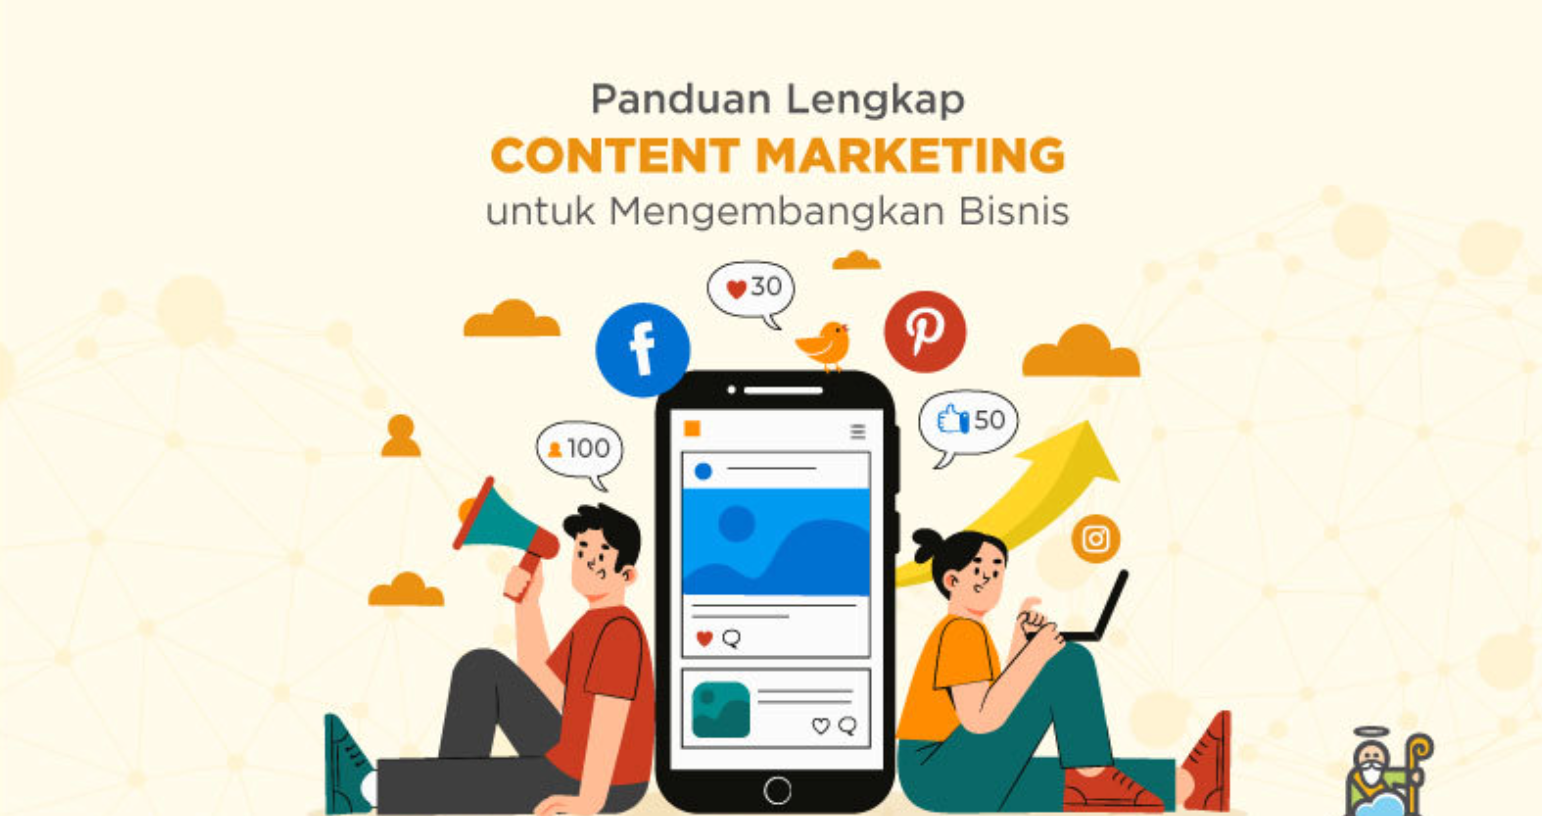 Panduan Lengkap
CONTENT MARKETING
untuk Mengembangkan Bisnis
30
50
100